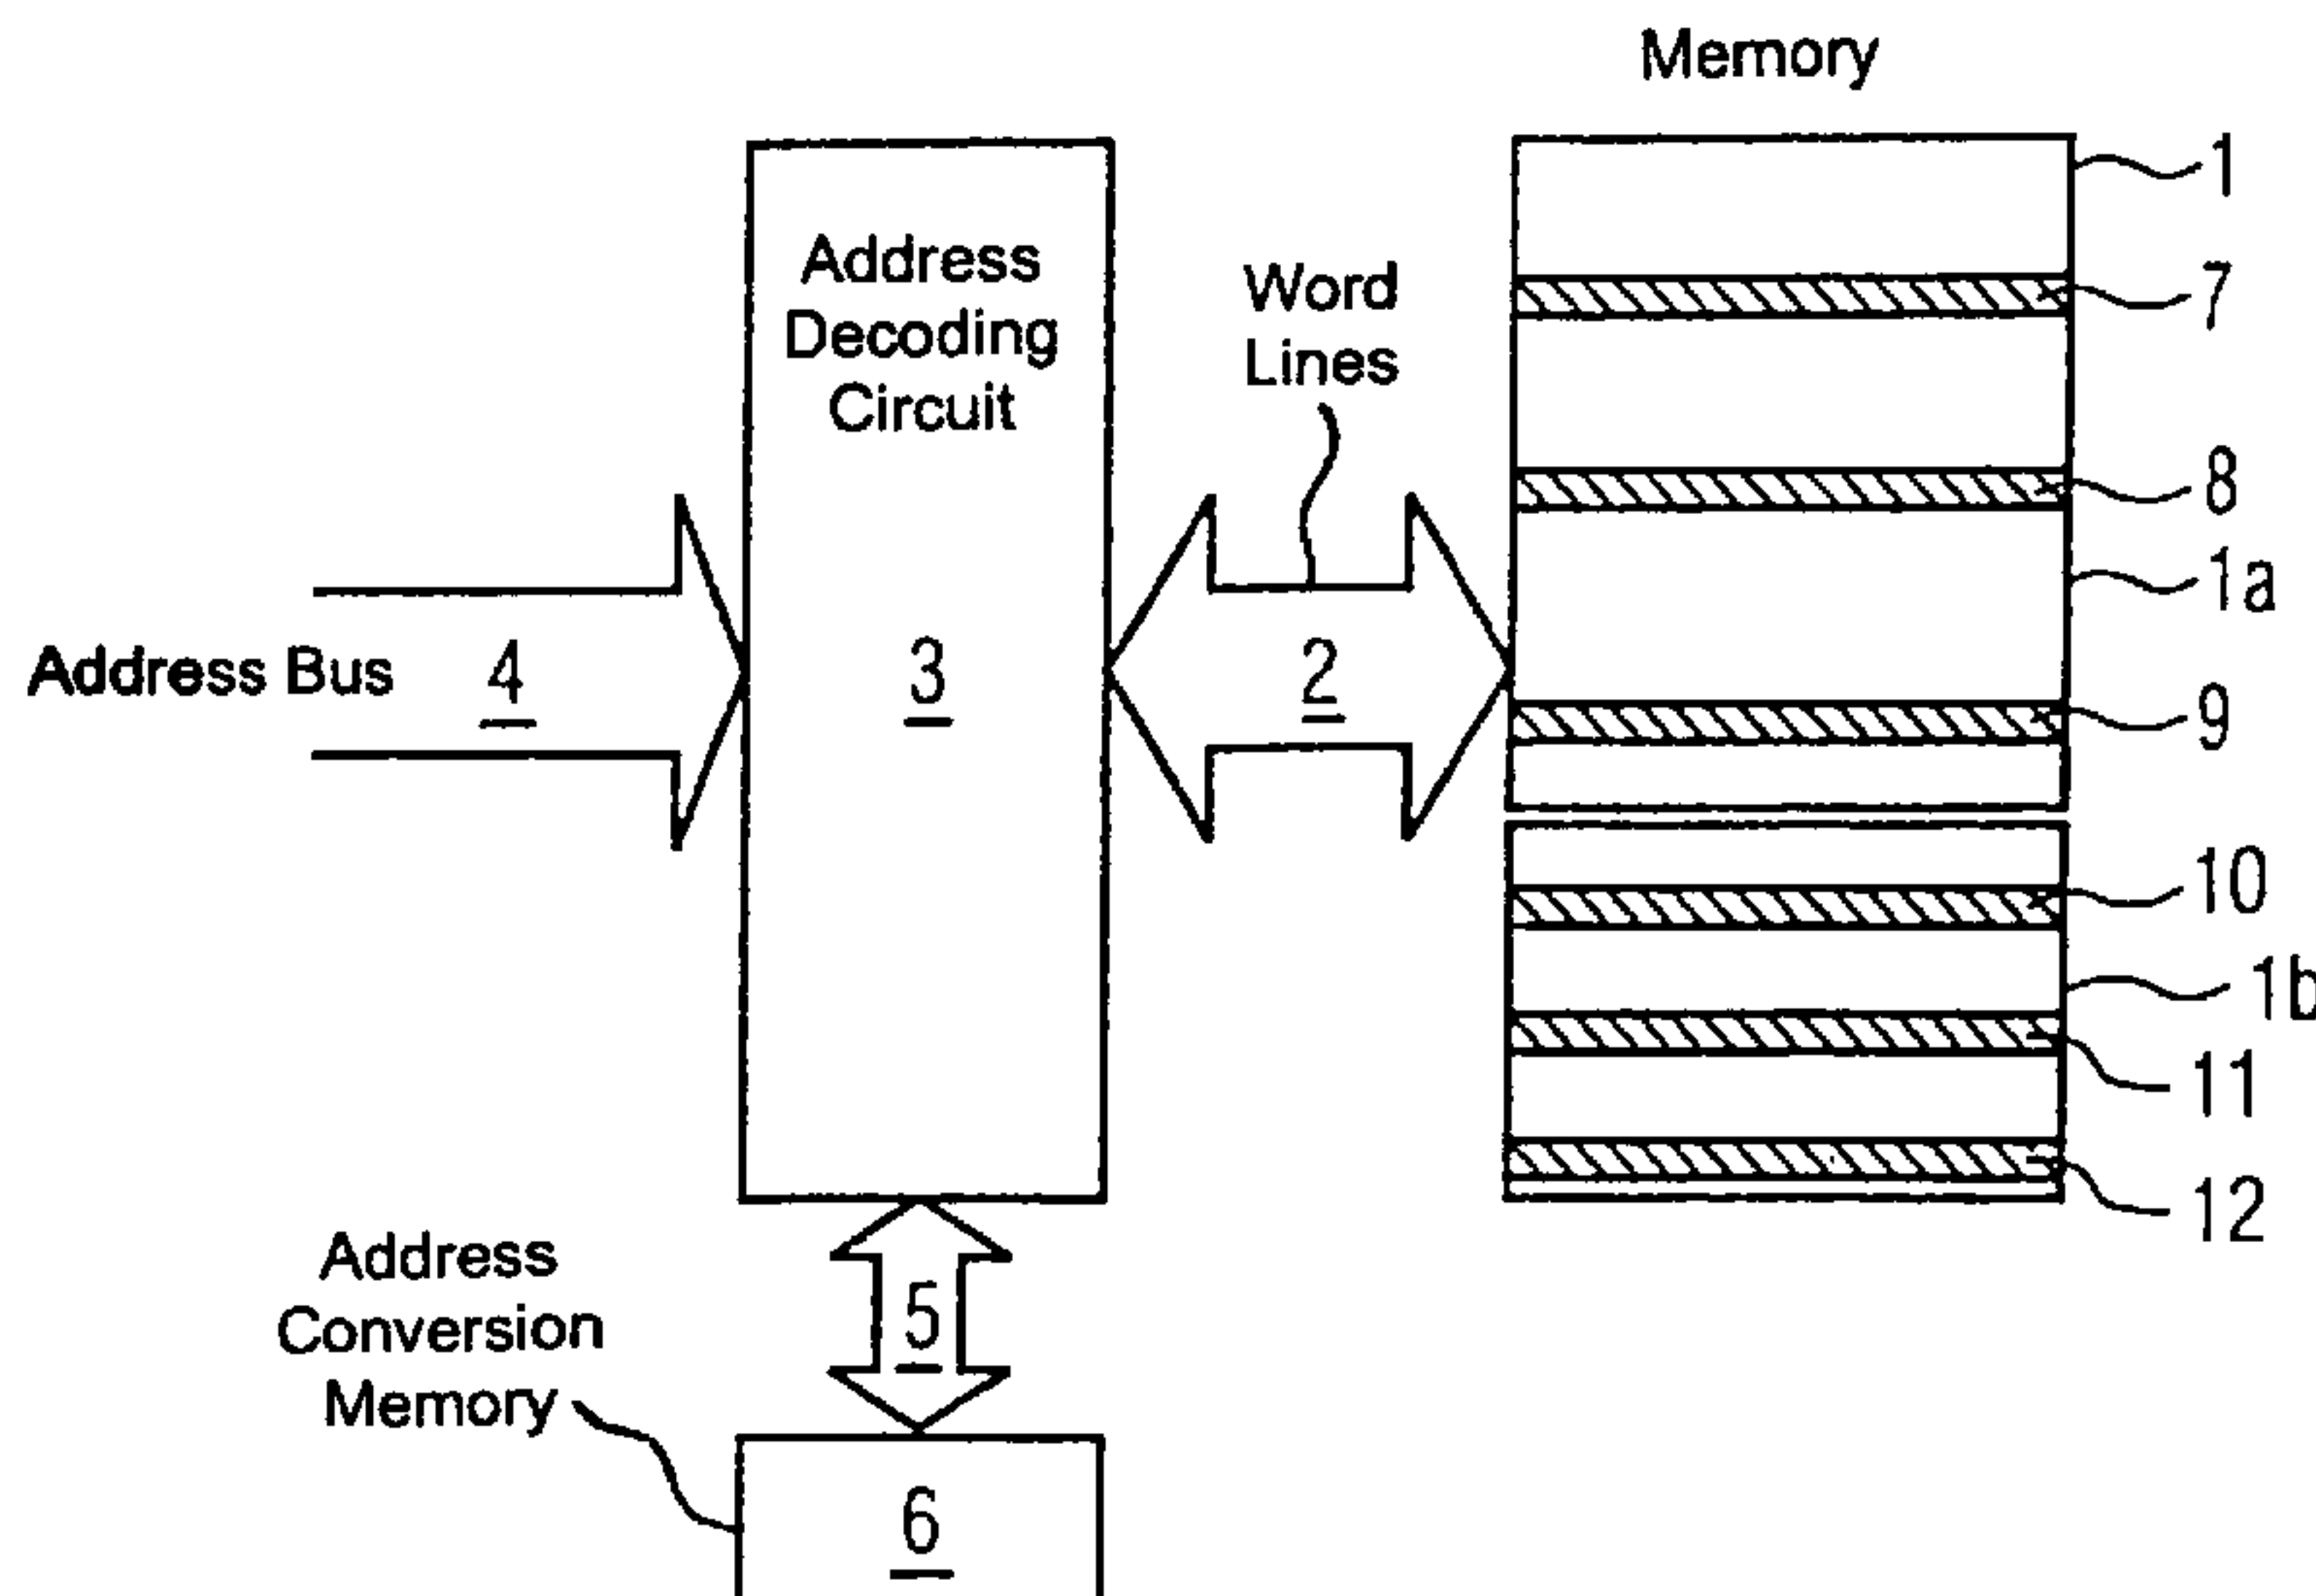 Memory
1
Address
Decoding
Circuit
Word
Lines
7
8
1a
Address Bus
4
3
2
9
10
1b
11
12
Address
Conversion
Memory
5
6